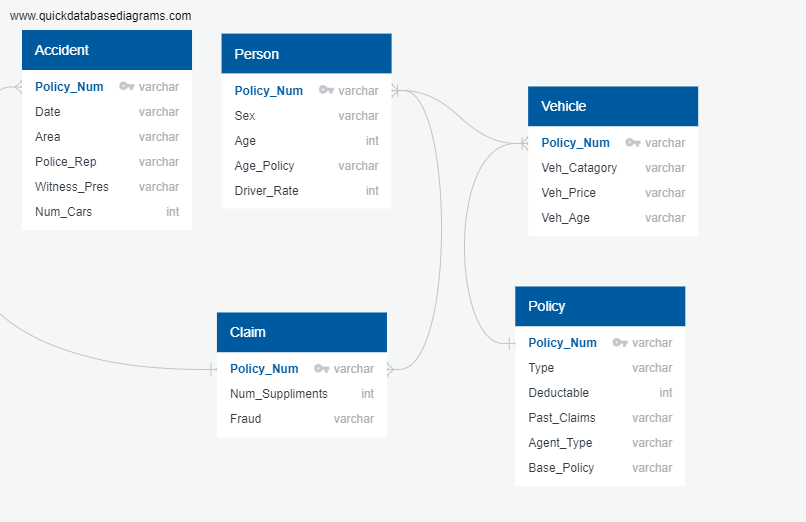 www.quickdatabasediagrams.com
Accident
Policy_Num varchar
Date varchar
Area varchar
Police_Rep varchar
Witness_Pres varchar
Num_Cars int
Person
Policy_Num varchar
Sex varchar
Age int
Age_Policy varchar
Driver_Rate int
Vehicle
Policy_Num varchar
Veh_Catagory varchar
Veh_Price varchar
Veh_Age varchar
Claim
Policy_Num varchar
Num_Suppliments int
Fraud varchar
Policy
Policy_Num varchar
Type varchar
Deductable int
Past_Claims varchar
Agent_Type varchar
Base_Policy varchar